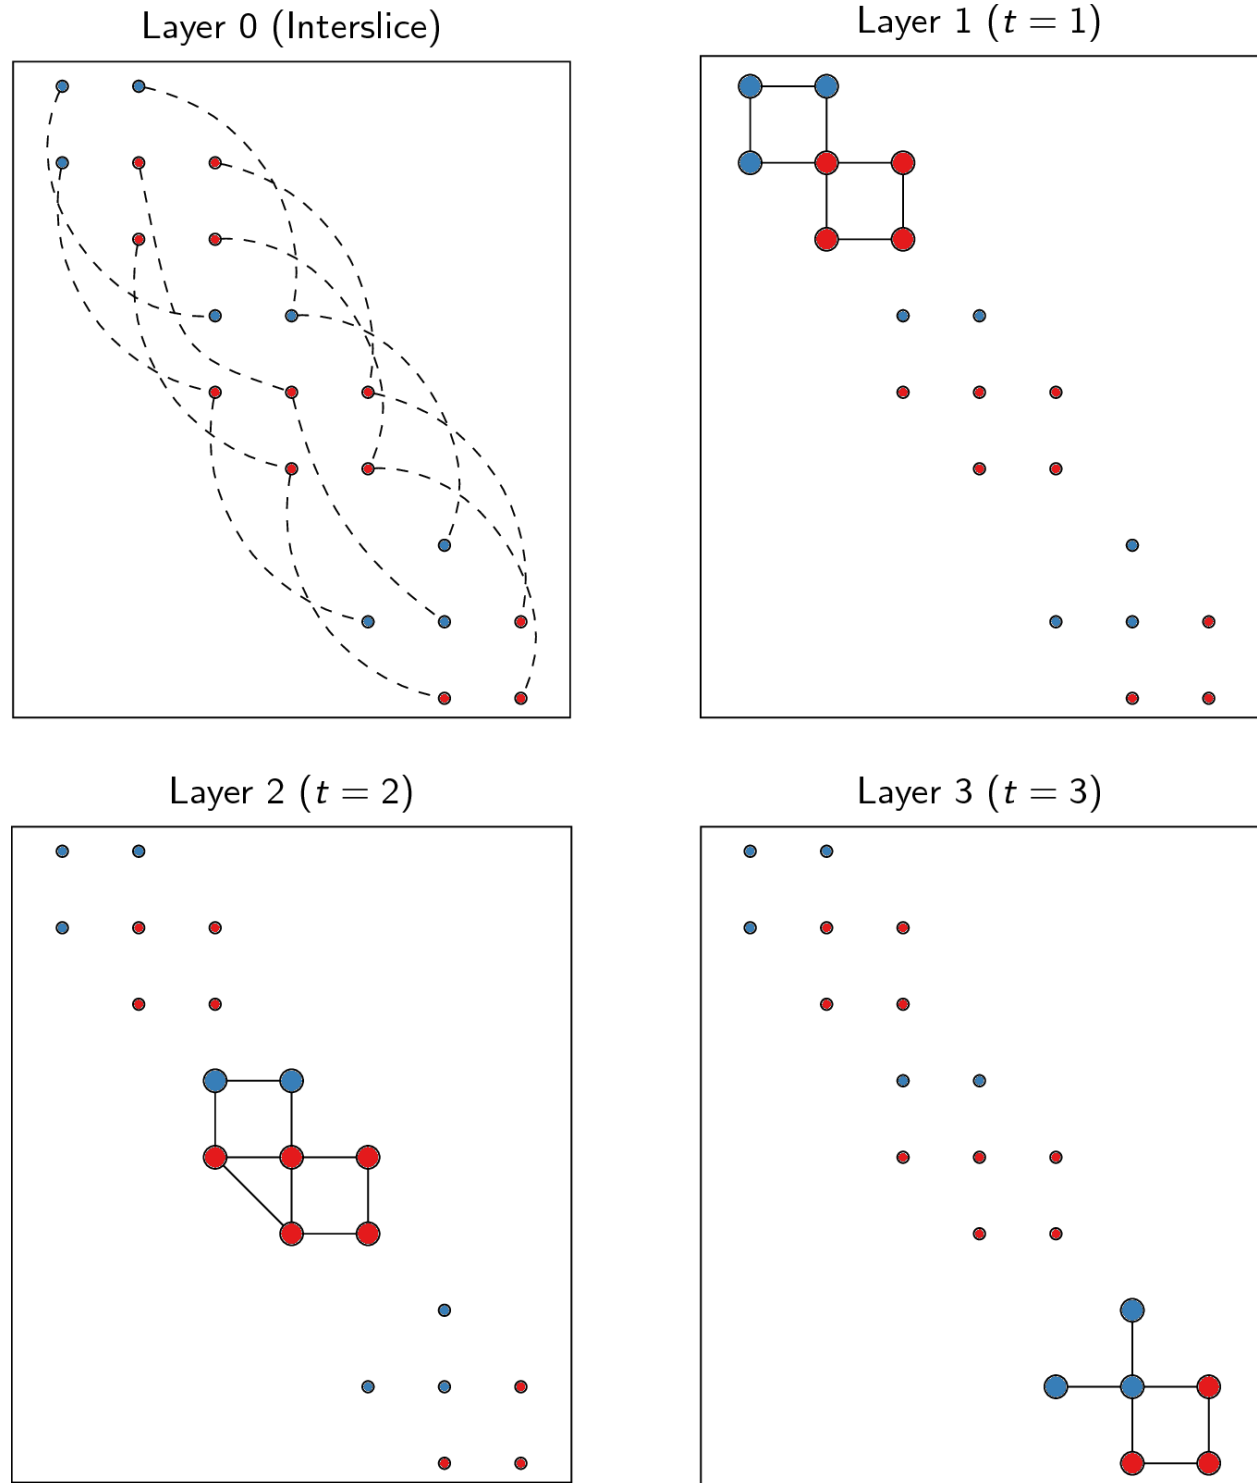 Layer 0 (Interslice)
Layer 1 (t = 1)
Layer 2 (t = 2)
Layer 3 (t = 3)